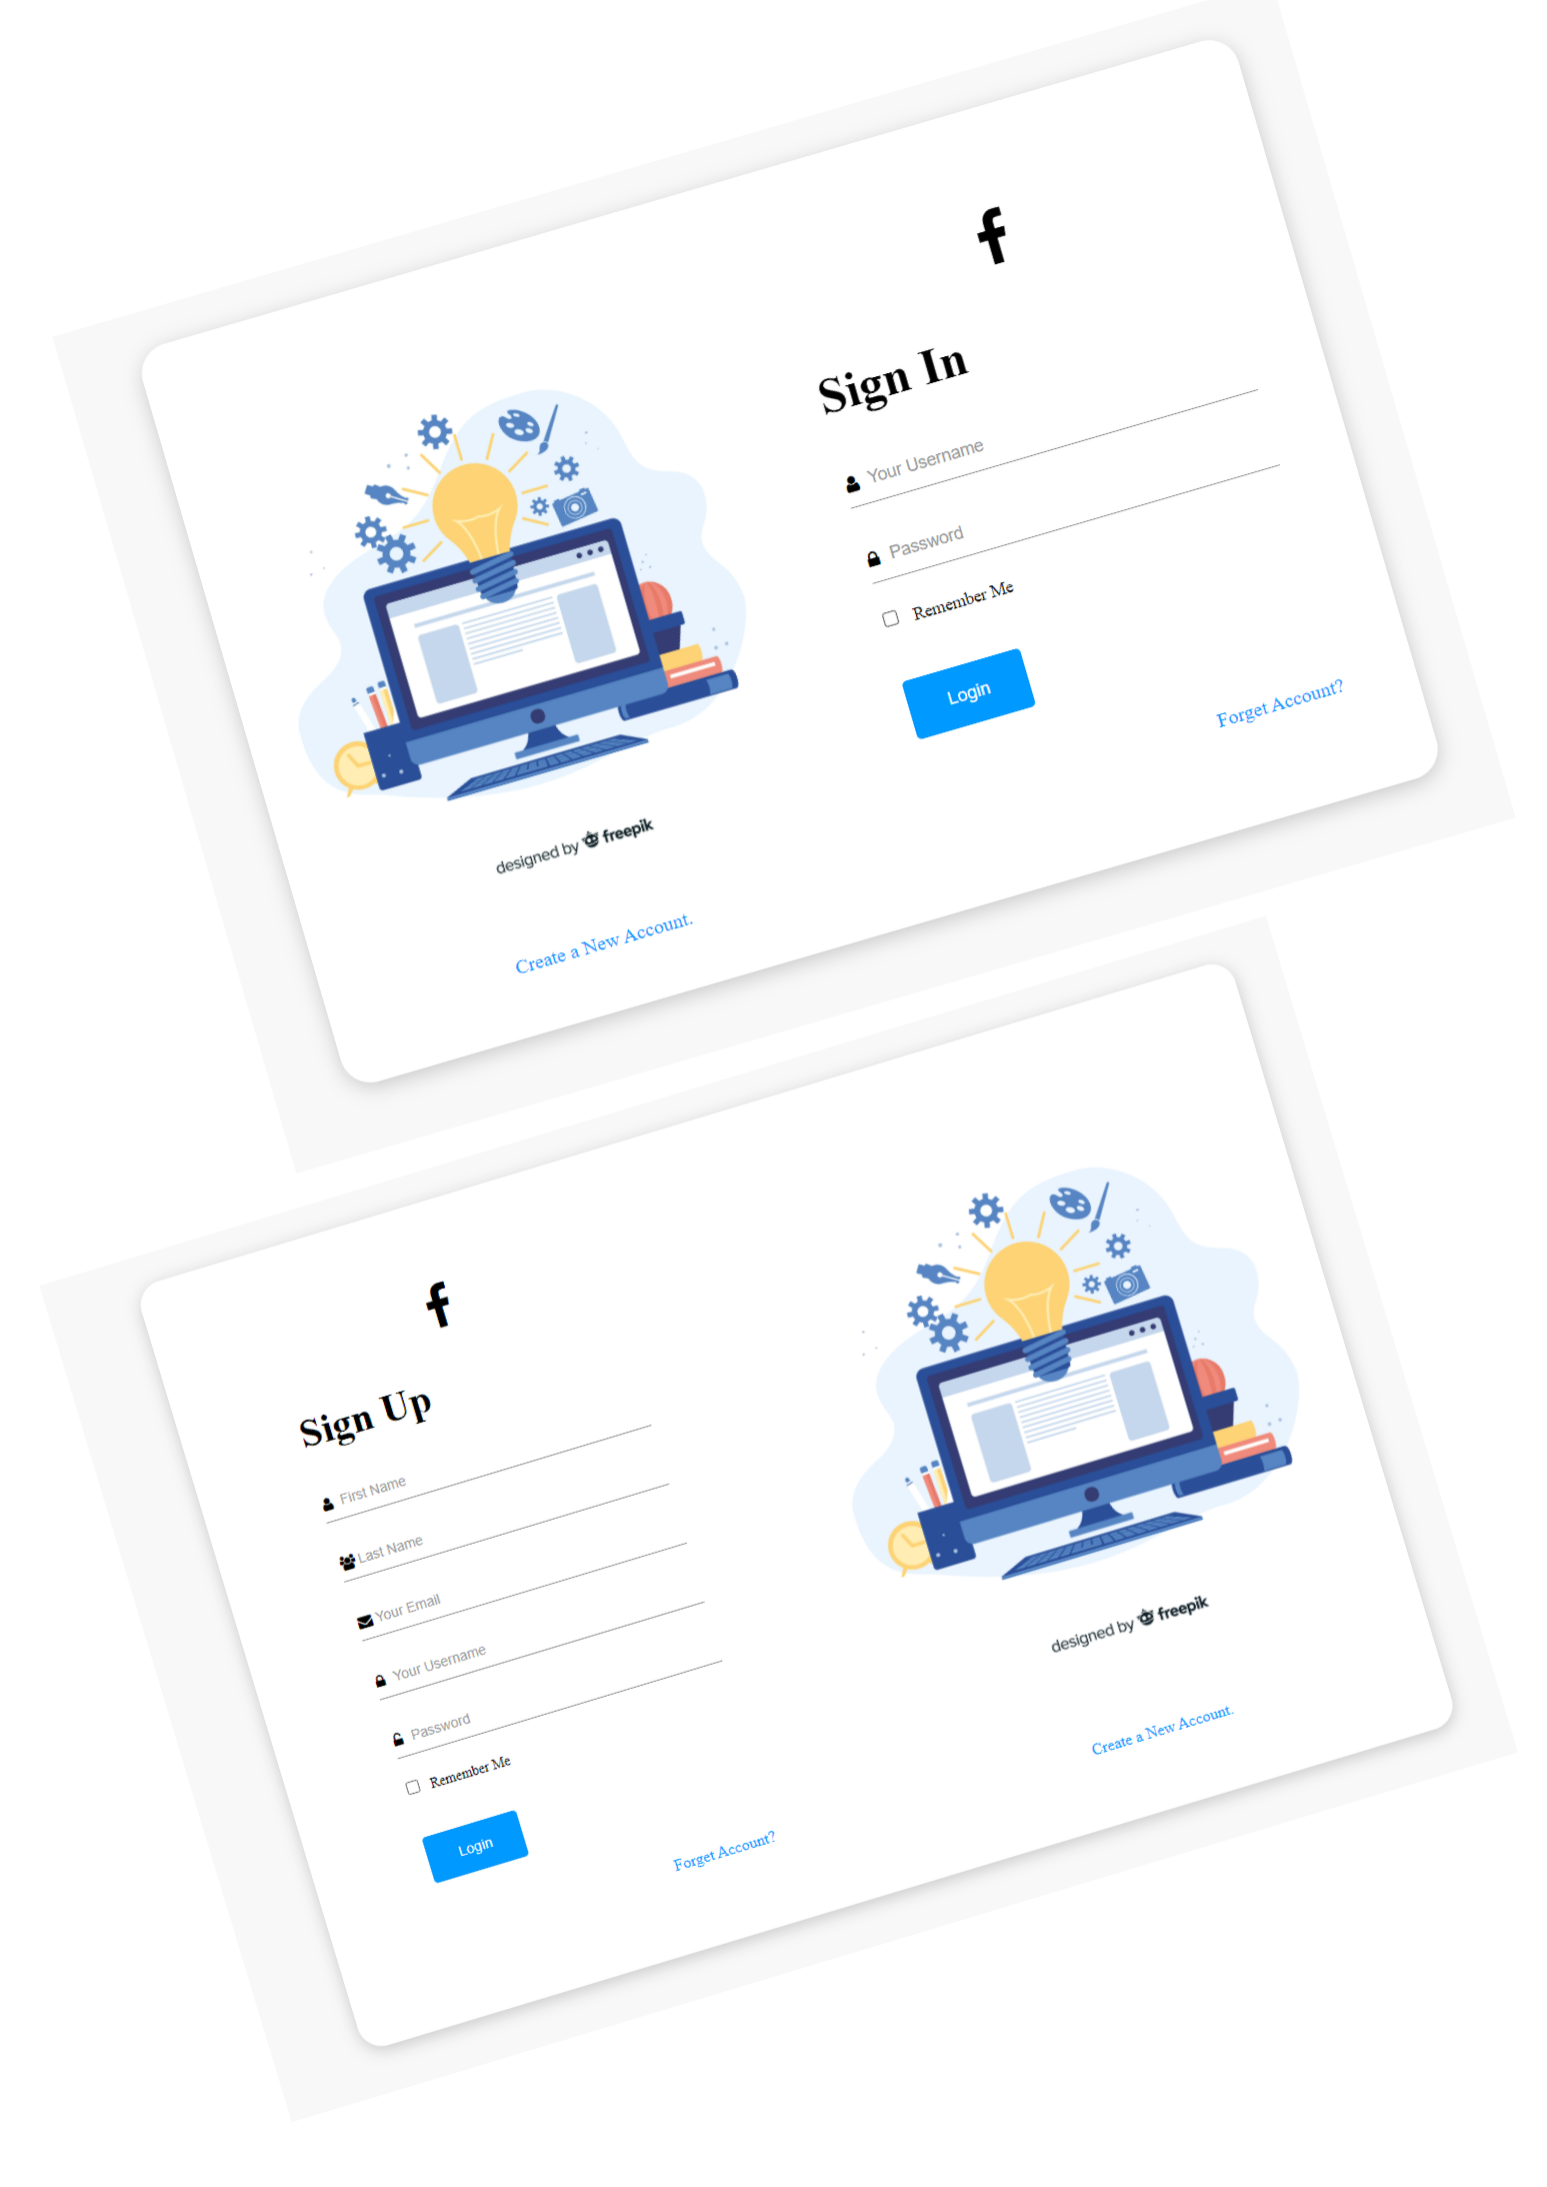 Sign In
Your Username
Password
Remember Me
Login
Forget Account?
designed by freepik
Create a New Account.
Sign Up
First Name
Last Name
Your Email
Your Username
Password
Remember Me
Login
Forget Account?
designed by freepik
Create a New Account.